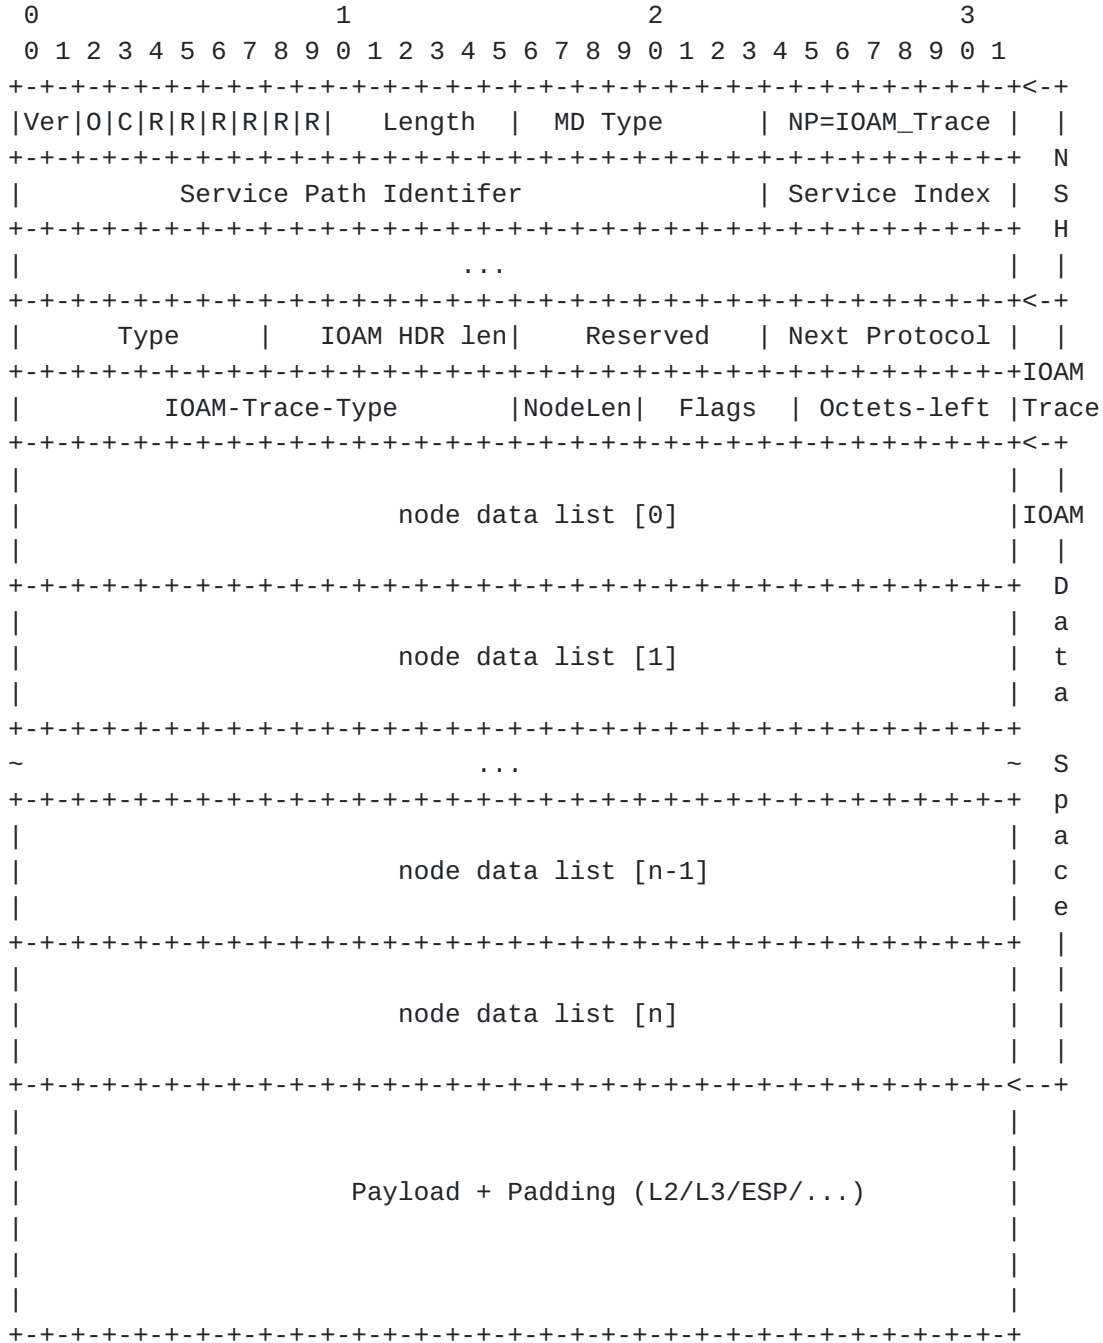 0                   1                   2                   3
 0 1 2 3 4 5 6 7 8 9 0 1 2 3 4 5 6 7 8 9 0 1 2 3 4 5 6 7 8 9 0 1
+-+-+-+-+-+-+-+-+-+-+-+-+-+-+-+-+-+-+-+-+-+-+-+-+-+-+-+-+-+-+-+-+<-+
|Ver|O|C|R|R|R|R|R|R|   Length  |  MD Type      | NP=IOAM_Trace |  |
+-+-+-+-+-+-+-+-+-+-+-+-+-+-+-+-+-+-+-+-+-+-+-+-+-+-+-+-+-+-+-+-+  N
|          Service Path Identifer               | Service Index |  S
+-+-+-+-+-+-+-+-+-+-+-+-+-+-+-+-+-+-+-+-+-+-+-+-+-+-+-+-+-+-+-+-+  H
|                            ...                                |  |
+-+-+-+-+-+-+-+-+-+-+-+-+-+-+-+-+-+-+-+-+-+-+-+-+-+-+-+-+-+-+-+-+<-+
|      Type     |   IOAM HDR len|    Reserved   | Next Protocol |  |
+-+-+-+-+-+-+-+-+-+-+-+-+-+-+-+-+-+-+-+-+-+-+-+-+-+-+-+-+-+-+-+-+IOAM
|         IOAM-Trace-Type       |NodeLen|  Flags  | Octets-left |Trace
+-+-+-+-+-+-+-+-+-+-+-+-+-+-+-+-+-+-+-+-+-+-+-+-+-+-+-+-+-+-+-+-+<-+
|                                                               |  |
|                        node data list [0]                     |IOAM
|                                                               |  |
+-+-+-+-+-+-+-+-+-+-+-+-+-+-+-+-+-+-+-+-+-+-+-+-+-+-+-+-+-+-+-+-+  D
|                                                               |  a
|                        node data list [1]                     |  t
|                                                               |  a
+-+-+-+-+-+-+-+-+-+-+-+-+-+-+-+-+-+-+-+-+-+-+-+-+-+-+-+-+-+-+-+-+
~                             ...                               ~  S
+-+-+-+-+-+-+-+-+-+-+-+-+-+-+-+-+-+-+-+-+-+-+-+-+-+-+-+-+-+-+-+-+  p
|                                                               |  a
|                        node data list [n-1]                   |  c
|                                                               |  e
+-+-+-+-+-+-+-+-+-+-+-+-+-+-+-+-+-+-+-+-+-+-+-+-+-+-+-+-+-+-+-+-+  |
|                                                               |  |
|                        node data list [n]                     |  |
|                                                               |  |
+-+-+-+-+-+-+-+-+-+-+-+-+-+-+-+-+-+-+-+-+-+-+-+-+-+-+-+-+-+-+-+-<--+
|                                                               |
|                                                               |
|                     Payload + Padding (L2/L3/ESP/...)         |
|                                                               |
|                                                               |
|                                                               |
+-+-+-+-+-+-+-+-+-+-+-+-+-+-+-+-+-+-+-+-+-+-+-+-+-+-+-+-+-+-+-+-+